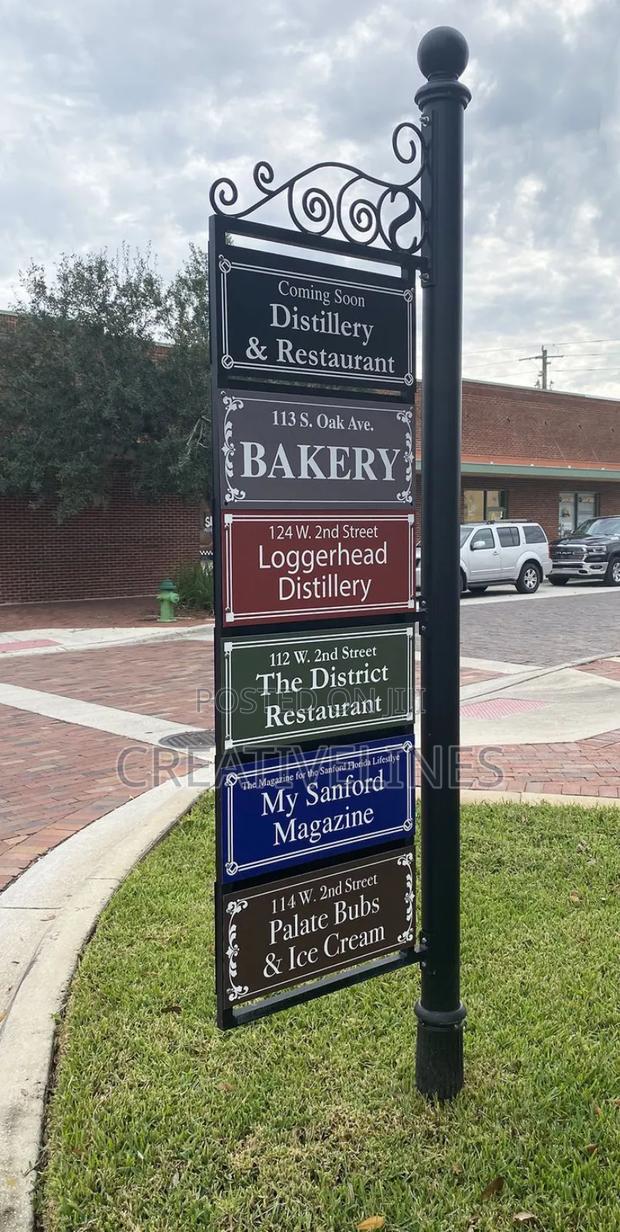 Coming Soon
Distillery
& Restaurant
113 S. Oak Ave.
BAKERY
124 W. 2nd Street
Loggerhead
Distillery
112 W. 2nd Street
The District
Restaurant
POSTED ON JIJI
CREATIVELINES
The Magazine for the Sanford Florida Lifestlye
My Sanford
Magazine
114 W. 2nd Street
Palate Bubs
& Ice Cream